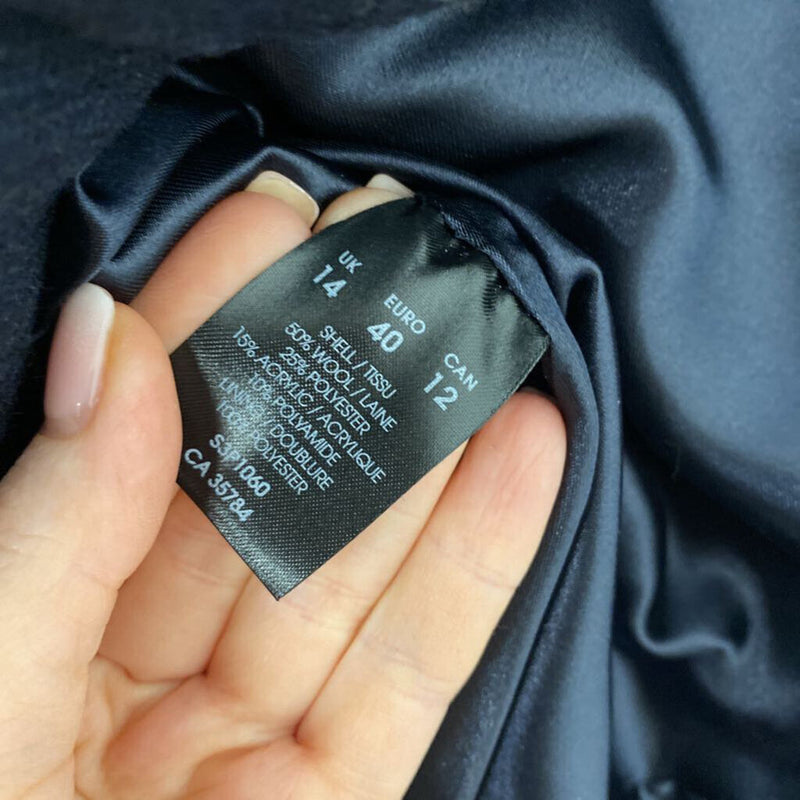 UK EURO CAN
14 40 12
SHELL/TISSU
50% WOOL/LAINE
25% POLYESTER
15% ACRYLIC/ACRYLIQUE
10% POLYAMIDE
LINING/DOUBLURE
100% POLYESTER
CA 35784